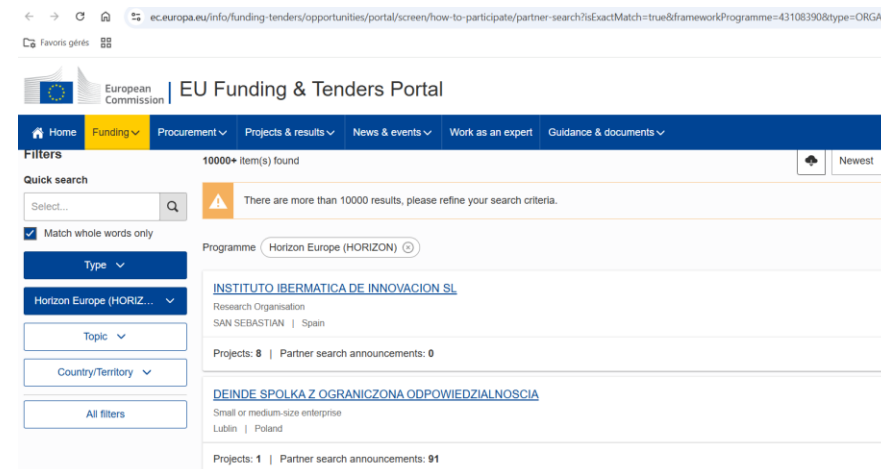 ec.europa.eu/info/funding-tenders/opportunities/portal/screen/how-to-participate/partner-search?isExactMatch=true&frameworkProgramme=43108390&type=ORGA
Favoris gérés
European
Commission
EU Funding & Tenders Portal
Home Funding Procurement Projects & results News & events Work as an expert Guidance & documents
Filters
10000+ item(s) found
Newest
Quick search
Select...
There are more than 10000 results, please refine your search criteria.
Match whole words only
Programme Horizon Europe (HORIZON)
Type
Horizon Europe (HORIZ...
Topic
Country/Territory
All filters
INSTITUTO IBERMATICA DE INNOVACION SL
Research Organisation
SAN SEBASTIAN | Spain
Projects: 8 | Partner search announcements: 0
DEINDE SPOLKA Z OGRANICZONA ODPOWIEDZIALNOSCIA
Small or medium-size enterprise
Lublin | Poland
Projects: 1 | Partner search announcements: 91